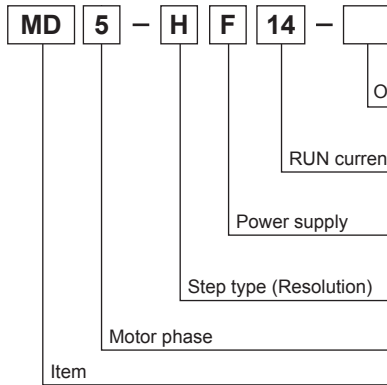 MD 5 – H F 14 –
O
RUN curren
Power supply
Step type (Resolution)
Motor phase
Item